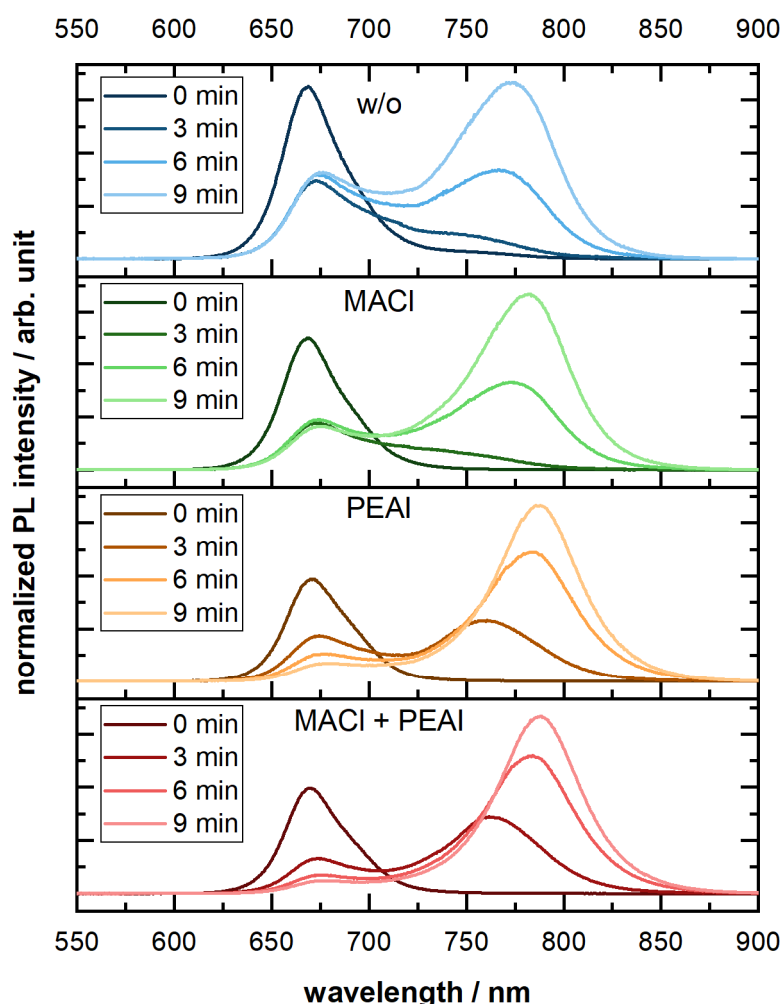 550 600 650 700 750 800 850 900
w/o
0 min
3 min
6 min
9 min
MACl
0 min
3 min
6 min
9 min
PEAI
0 min
3 min
6 min
9 min
MACl + PEAI
0 min
3 min
6 min
9 min
normalized PL intensity / arb. unit
550 600 650 700 750 800 850 900
wavelength / nm